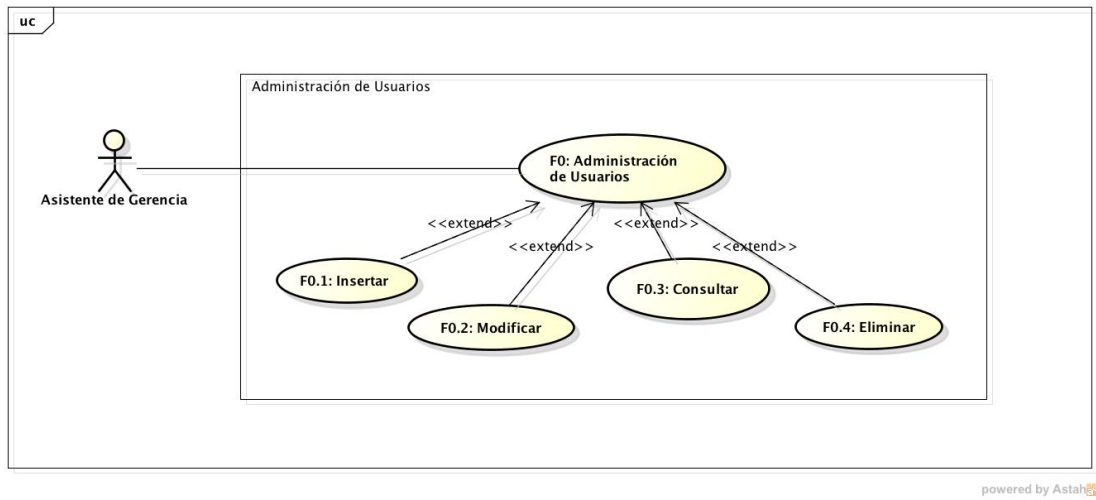 uc
Administración de Usuarios
F0: Administración
de Usuarios
Asistente de Gerencia
<<extend>>
<<extend>>
<<extend>>
<<extend>>
F0.1: Insertar
F0.2: Modificar
F0.3: Consultar
F0.4: Eliminar
powered by Astah